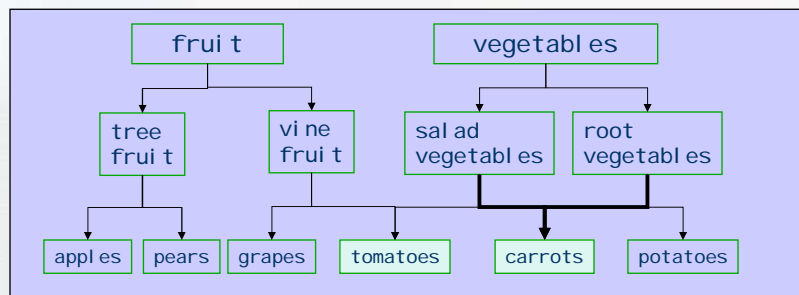 fruit
vegetables
tree
fruit
vine
fruit
salad
vegetables
root
vegetables
apples
pears
grapes
tomatoes
carrots
potatoes